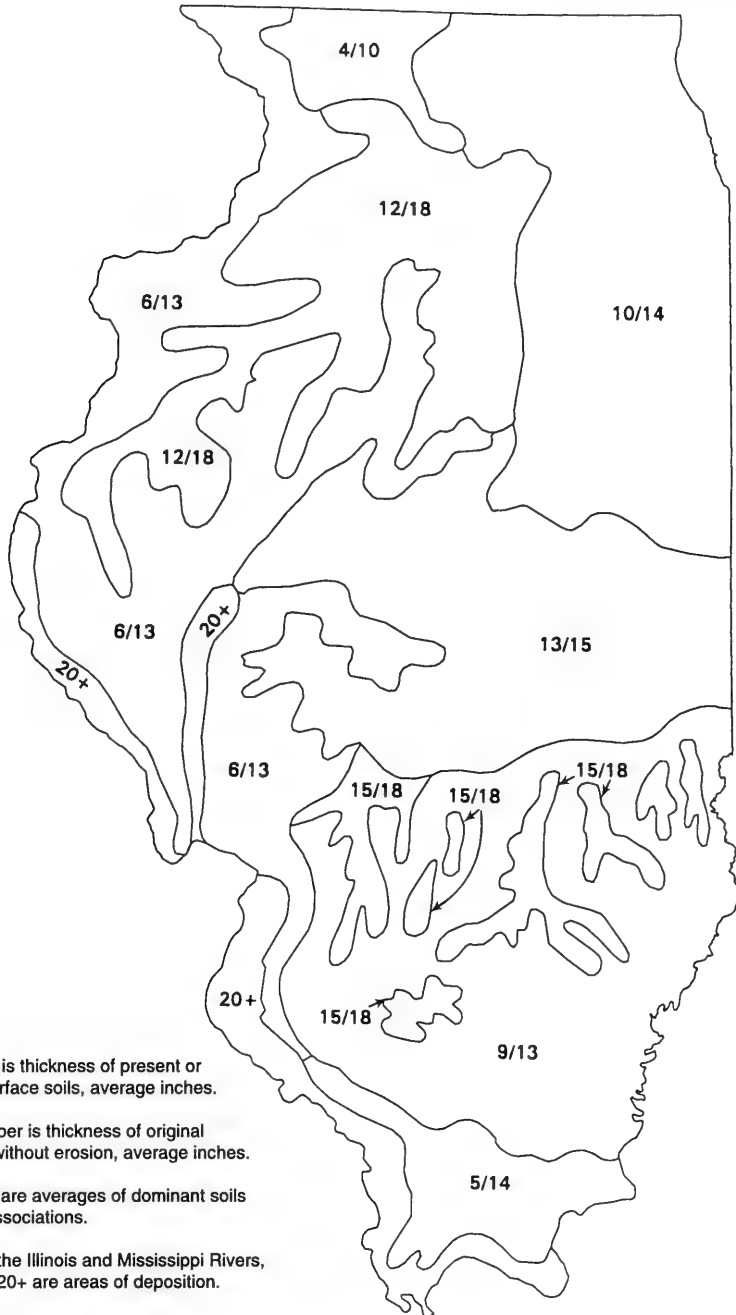 4/10
12/18
6/13
10/14
12/18
6/13
20+
20+
13/15
6/13
15/18
15/18
15/18
20+
15/18
9/13
5/14
is thickness of present or
rface soils, average inches.
ber is thickness of original
without erosion, average inches.
are averages of dominant soils
ssociations.
the Illinois and Mississippi Rivers,
20+ are areas of deposition.